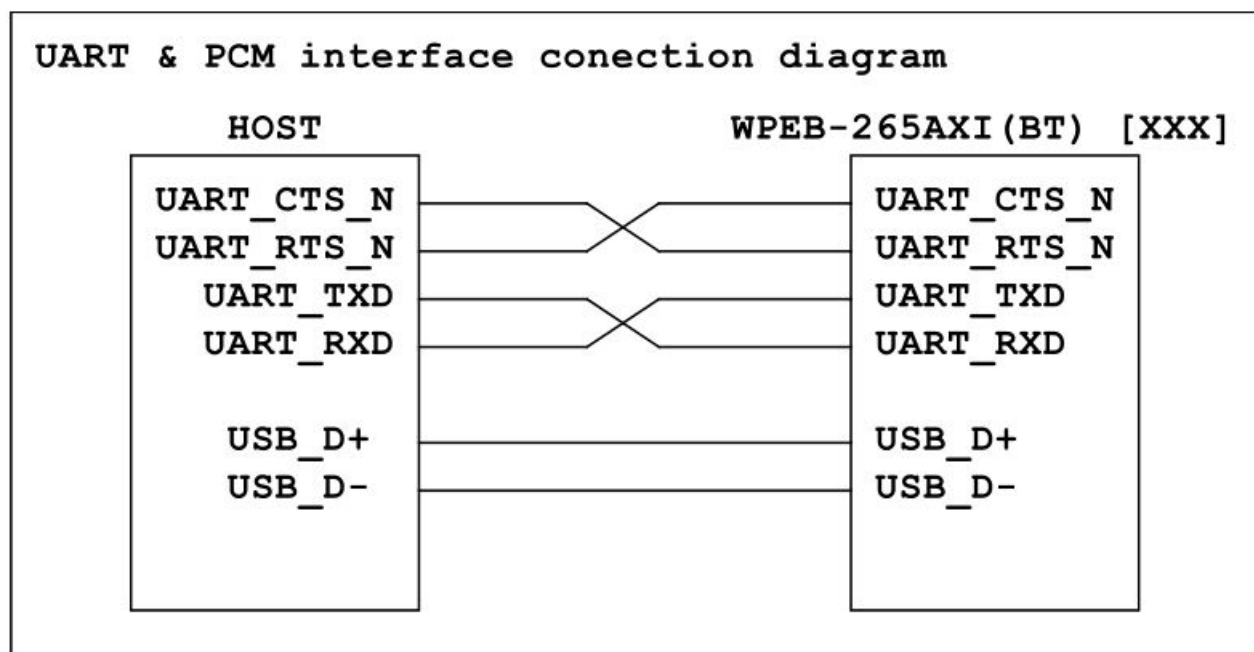 UART & PCM interface conection diagram
HOST WPEB-265AXI(BT) [XXX]
UART_CTS_N UART_CTS_N
UART_RTS_N UART_RTS_N
UART_TXD UART_TXD
UART_RXD UART_RXD
USB_D+ USB_D+
USB_D- USB_D-